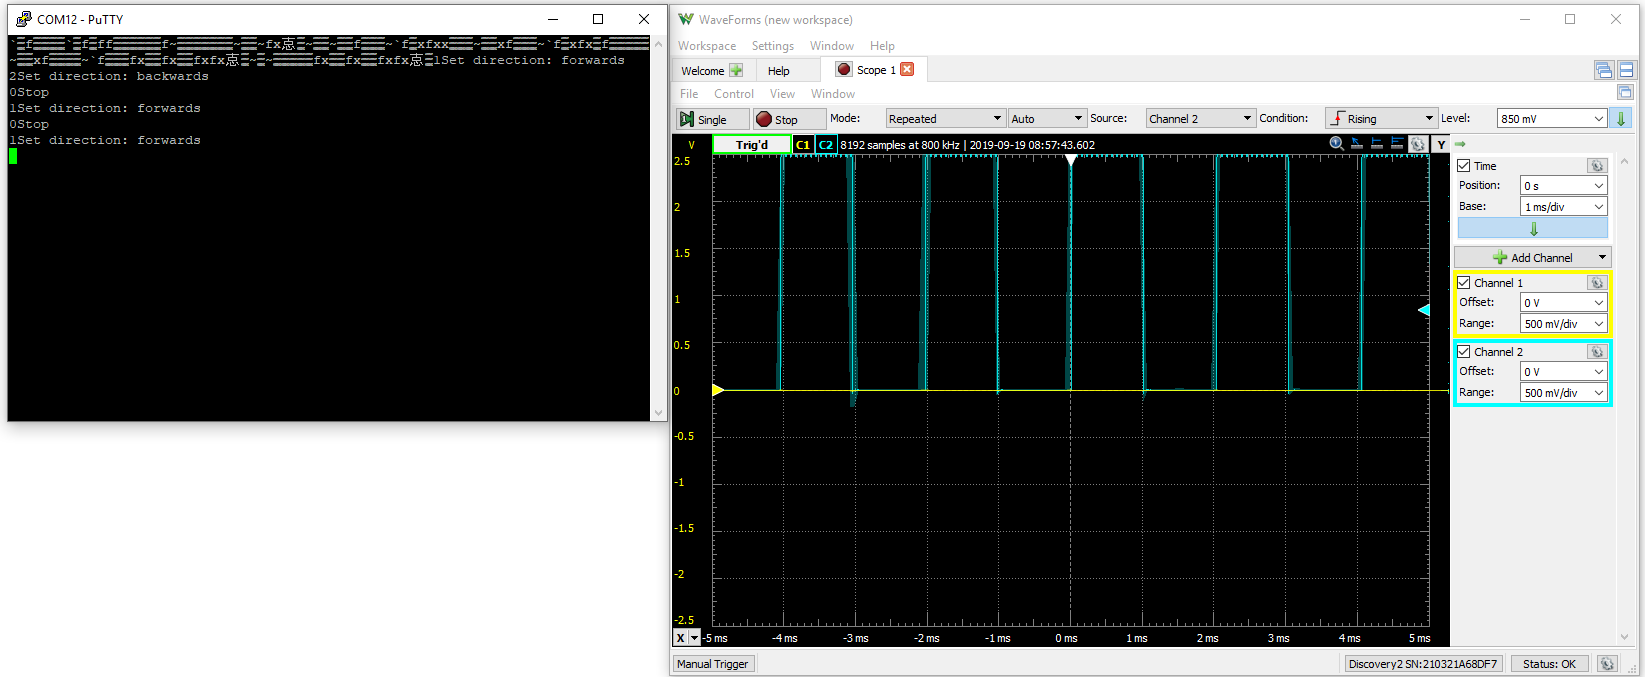 COM12 - PuTTY
1Set direction: forwards
2Set direction: backwards
0Stop
1Set direction: forwards
0Stop
1Set direction: forwards
WaveForms (new workspace)
Workspace Settings Window Help
Welcome Help Scope 1
File Control View Window
Single Stop Mode: Repeated Auto Source: Channel 2 Condition: Rising Level: 850 mV
V Trig'd C1 C2 8192 samples at 800 kHz | 2019-09-19 08:57:43.602 Y
2.5
2
1.5
1
0.5
0
-0.5
-1
-1.5
-2
-2.5
X -5 ms -4 ms -3 ms -2 ms -1 ms 0 ms 1 ms 2 ms 3 ms 4 ms 5 ms
Time
Position: 0 s
Base: 1 ms/div
Add Channel
Channel 1
Offset: 0 V
Range: 500 mV/div
Channel 2
Offset: 0 V
Range: 500 mV/div
Manual Trigger Discovery2 SN:210321A68DF7 Status: OK